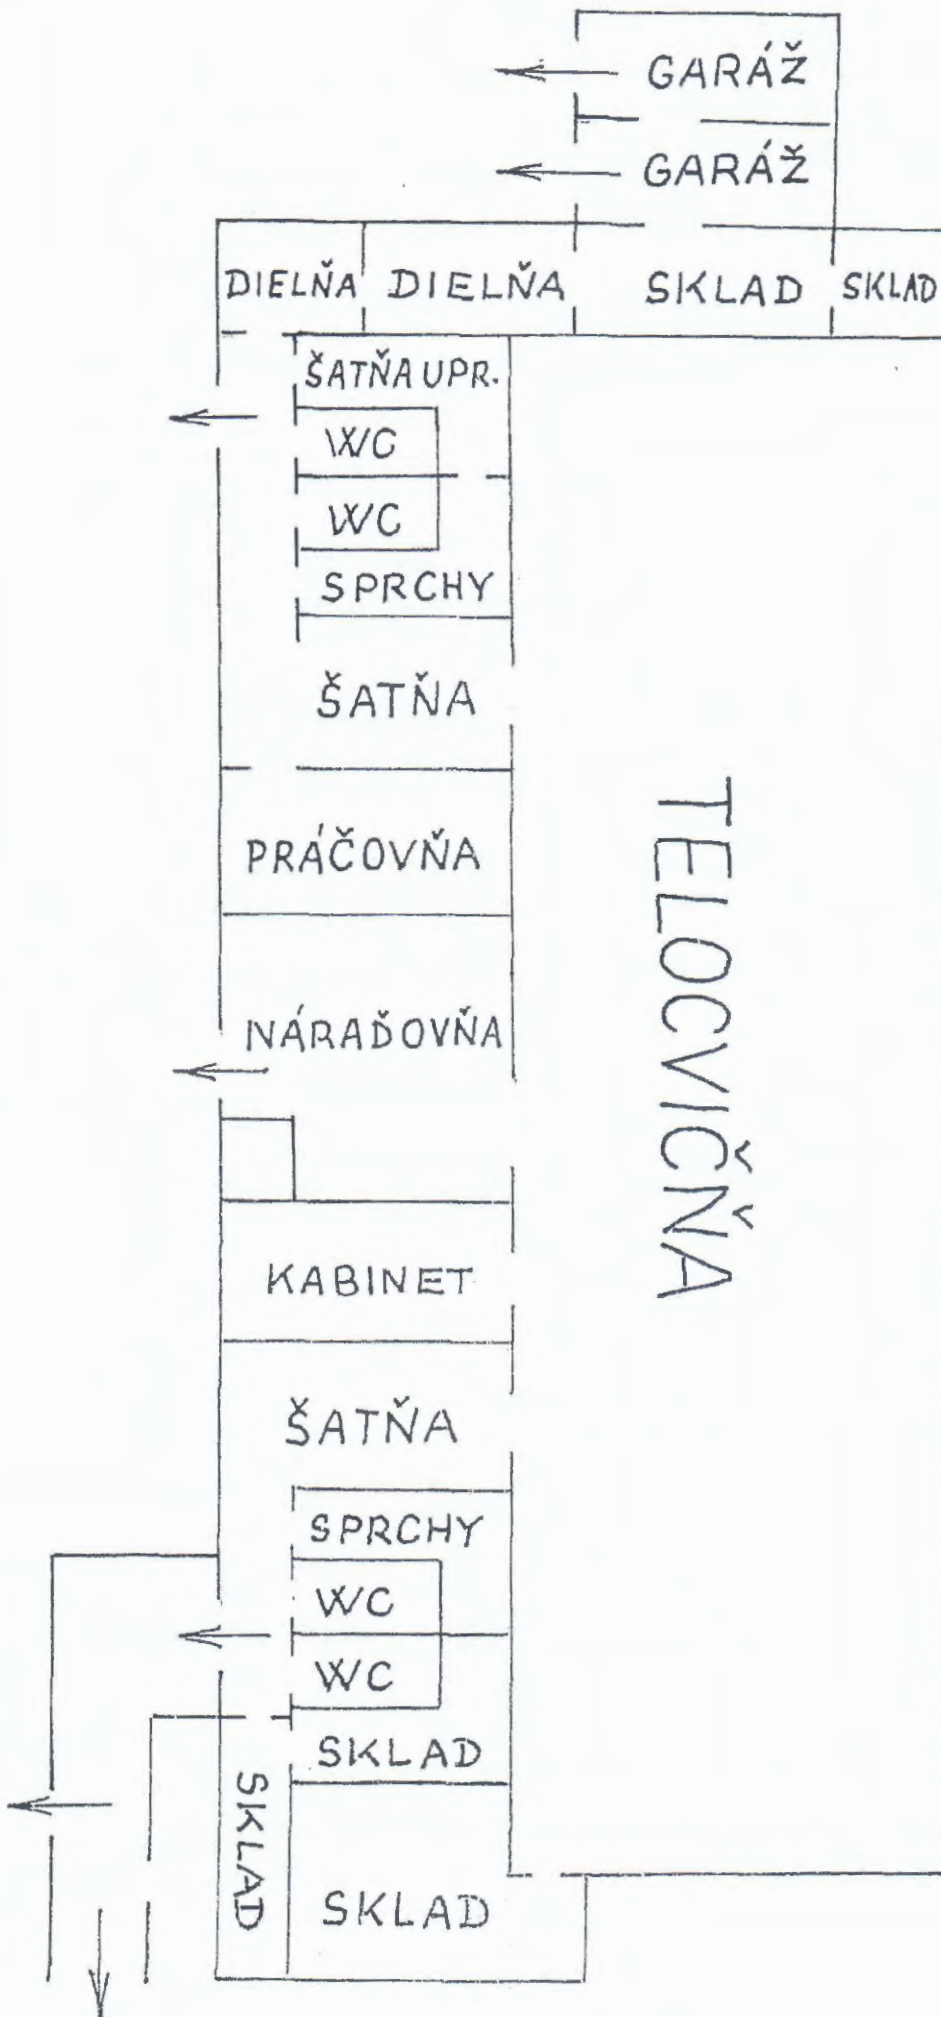 GARÁŽ
GARÁŽ
DIELŇA DIELŇA SKLAD SKLAD
ŠATŇA UPR.
WC
WC
SPRCHY
ŠATŇA
PRÁČOVŇA
NÁRAĎOVŇA
TELOCVIČŇA
KABINET
ŠATŇA
SPRCHY
WC
WC
SKLAD
SKLAD
SKLAD